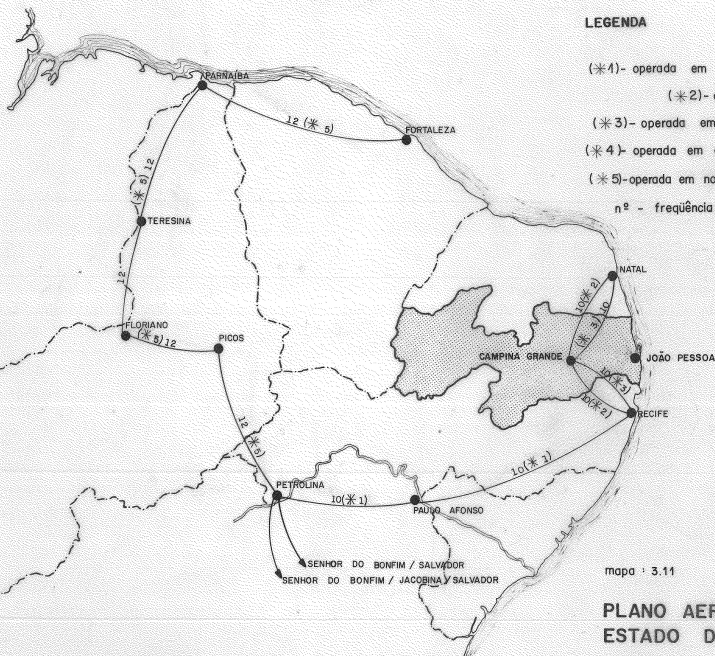 LEGENDA
(*1)- operada em
(*2)-
(*3)- operada em
(*4)- operada em
(*5)-operada em
nº - freqüência
PARNAÍBA
12 (* 5)
FORTALEZA
(* 5) 12
TERESINA
12
NATAL
10(* 2)
(* 3) 10
FLORIANO
(* 5) 12
PICOS
CAMPINA GRANDE
JOÃO PESSOA
10(*3)
10(*2)
RECIFE
12 (*5)
10(* 1)
PETROLINA
10(* 1)
PAULO AFONSO
SENHOR DO BONFIM / SALVADOR
SENHOR DO BONFIM / JACOBINA / SALVADOR
mapa : 3.11
PLANO
ESTADO